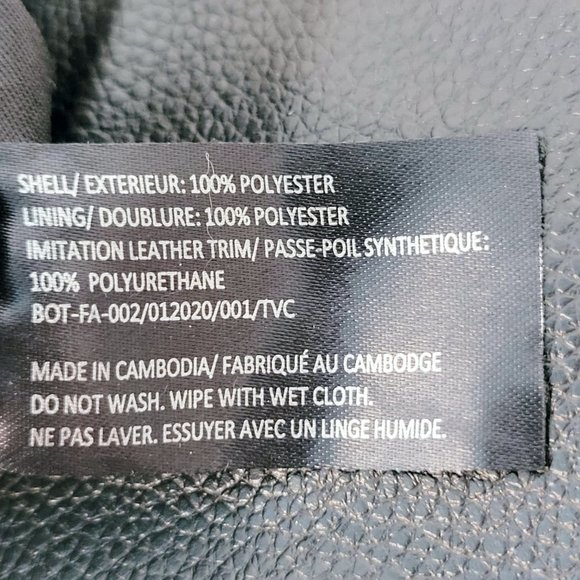 SHELL/ EXTERIEUR: 100% POLYESTER
LINING/ DOUBLURE: 100% POLYESTER
IMITATION LEATHER TRIM/ PASSE-POIL SYNTHETIQUE:
100% POLYURETHANE
BOT-FA-002/012020/001/TVC
MADE IN CAMBODIA/ FABRIQUÉ AU CAMBODGE
DO NOT WASH. WIPE WITH WET CLOTH.
NE PAS LAVER. ESSUYER AVEC UN LINGE HUMIDE.